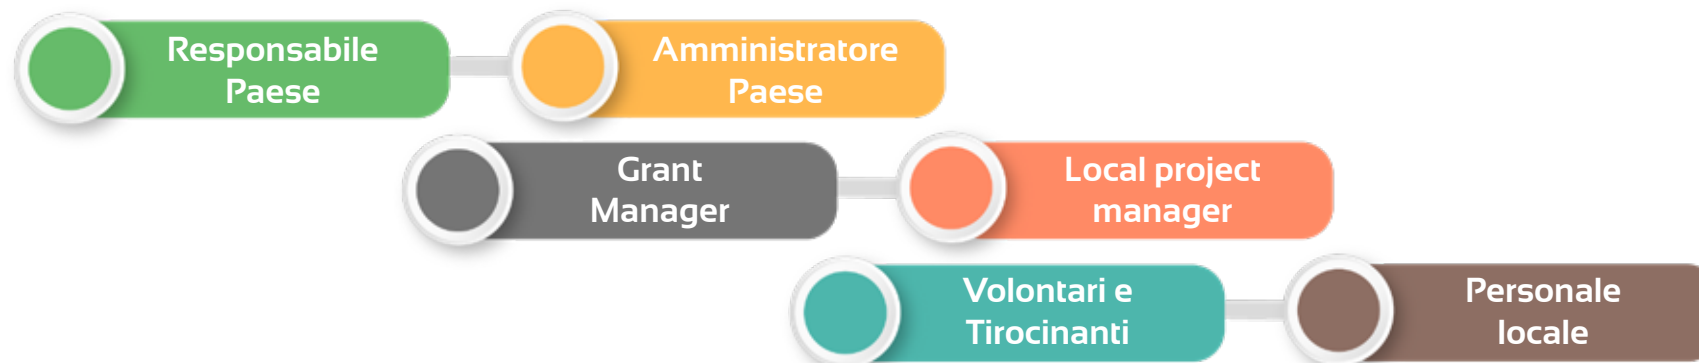 Responsabile
Paese
Amministratore
Paese
Grant
Manager
Local project
manager
Volontari e
Tirocinanti
Personale
locale